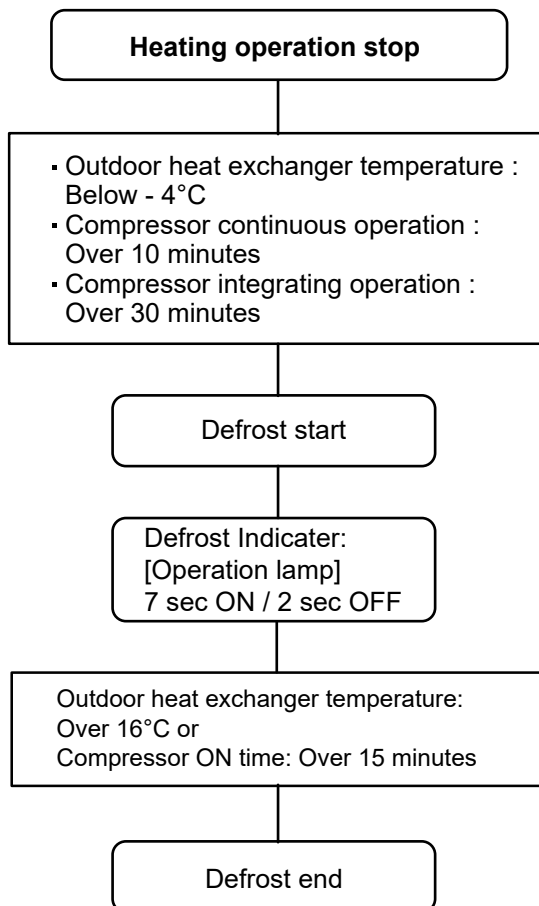 Heating operation stop
▪ Outdoor heat exchanger temperature :
Below - 4°C
▪ Compressor continuous operation :
Over 10 minutes
▪ Compressor integrating operation :
Over 30 minutes
Defrost start
Defrost Indicater:
[Operation lamp]
7 sec ON / 2 sec OFF
Outdoor heat exchanger temperature:
Over 16°C or
Compressor ON time: Over 15 minutes
Defrost end